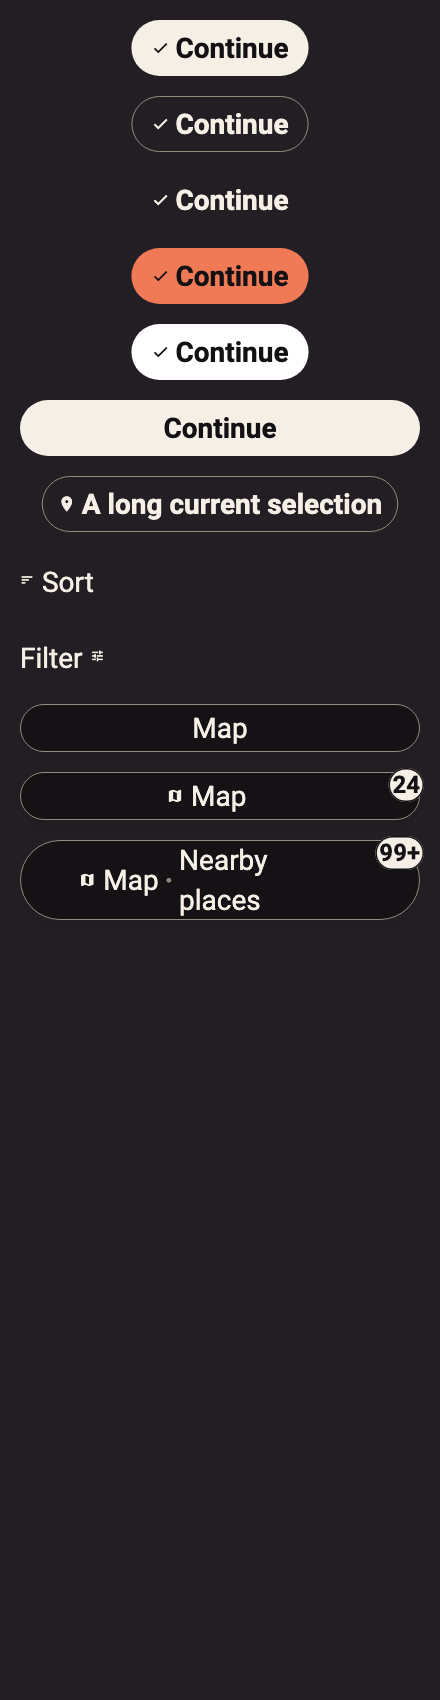 Continue
Continue
Continue
Continue
Continue
Continue
A long current selection
Sort
Filter
Map
Map
24
99+
Map · Nearby
places